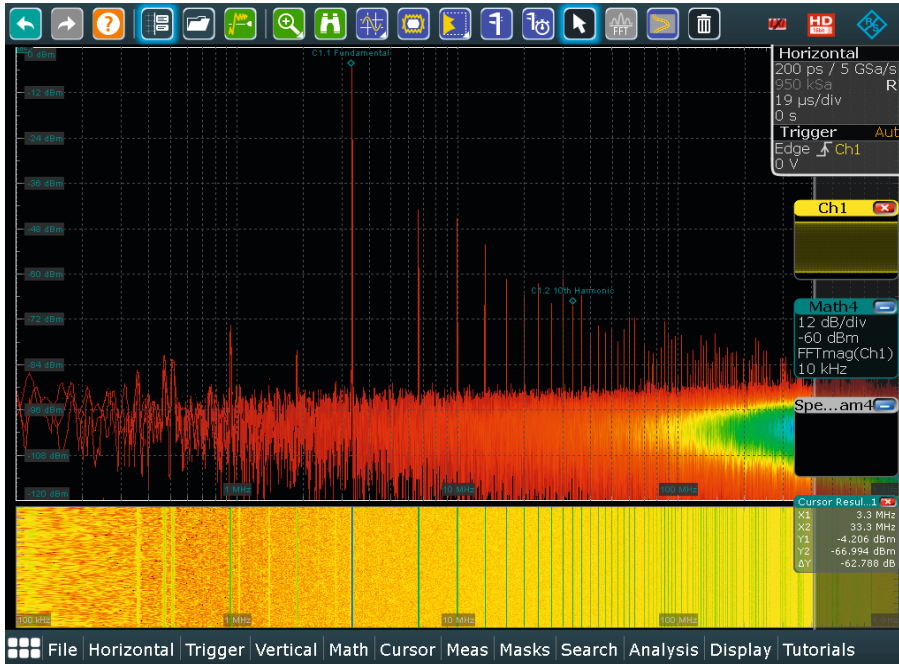 FFT
HD
16bit
R&S
0 dBm
C1.1 Fundamental
-12 dBm
-24 dBm
-36 dBm
-48 dBm
-60 dBm
C1.2 10th Harmonic
-72 dBm
-84 dBm
-96 dBm
-108 dBm
-120 dBm
1 MHz
10 MHz
100 MHz
Horizontal
200 ps / 5 GSa/s
950 kSa R
19 µs/div
0 s
Trigger Aut
Edge Ch1
0 V
Ch1
Math4
12 dB/div
-60 dBm
FFTmag(Ch1)
10 kHz
Spe...am4
Cursor Resul...1
X1 3.3 MHz
X2 33.3 MHz
Y1 -4.206 dBm
Y2 -66.994 dBm
ΔY -62.788 dB
100 kHz
1 MHz
10 MHz
100 MHz
File Horizontal Trigger Vertical Math Cursor Meas Masks Search Analysis Display Tutorials